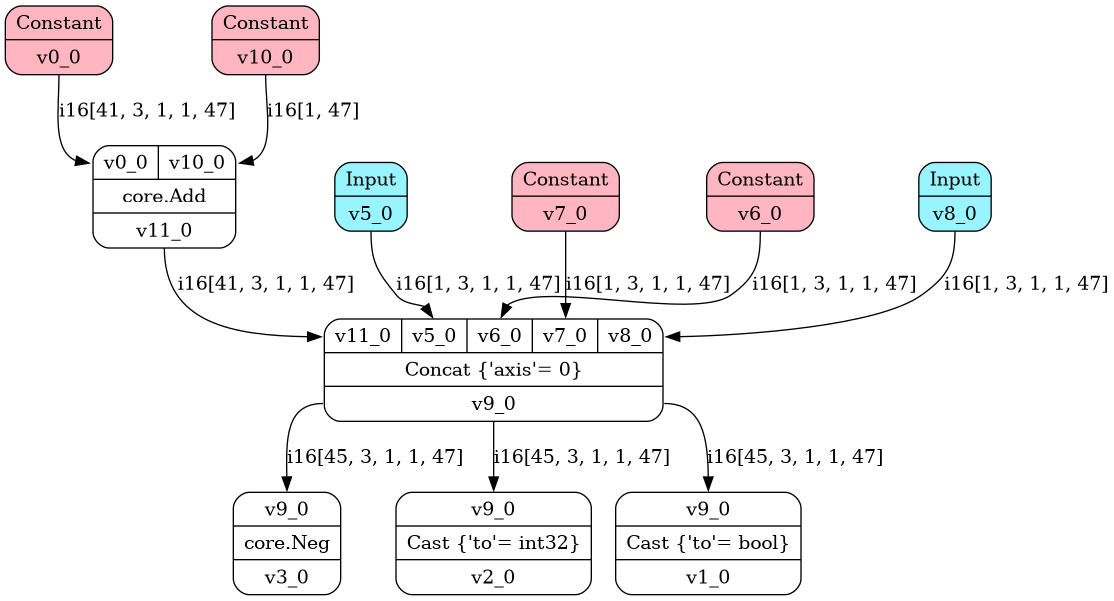 Constant
v0_0
Constant
v10_0
i16[41, 3, 1, 1, 47]
i16[1, 47]
v0_0
v10_0
core.Add
v11_0
Input
v5_0
Constant
v7_0
Constant
v6_0
Input
v8_0
i16[41, 3, 1, 1, 47]
i16[1, 3, 1, 1, 47]
i16[1, 3, 1, 1, 47]
i16[1, 3, 1, 1, 47]
i16[1, 3, 1, 1, 47]
v11_0
v5_0
v6_0
v7_0
v8_0
Concat {'axis'= 0}
v9_0
i16[45, 3, 1, 1, 47]
i16[45, 3, 1, 1, 47]
i16[45, 3, 1, 1, 47]
v9_0
core.Neg
v3_0
v9_0
Cast {'to'= int32}
v2_0
v9_0
Cast {'to'= bool}
v1_0